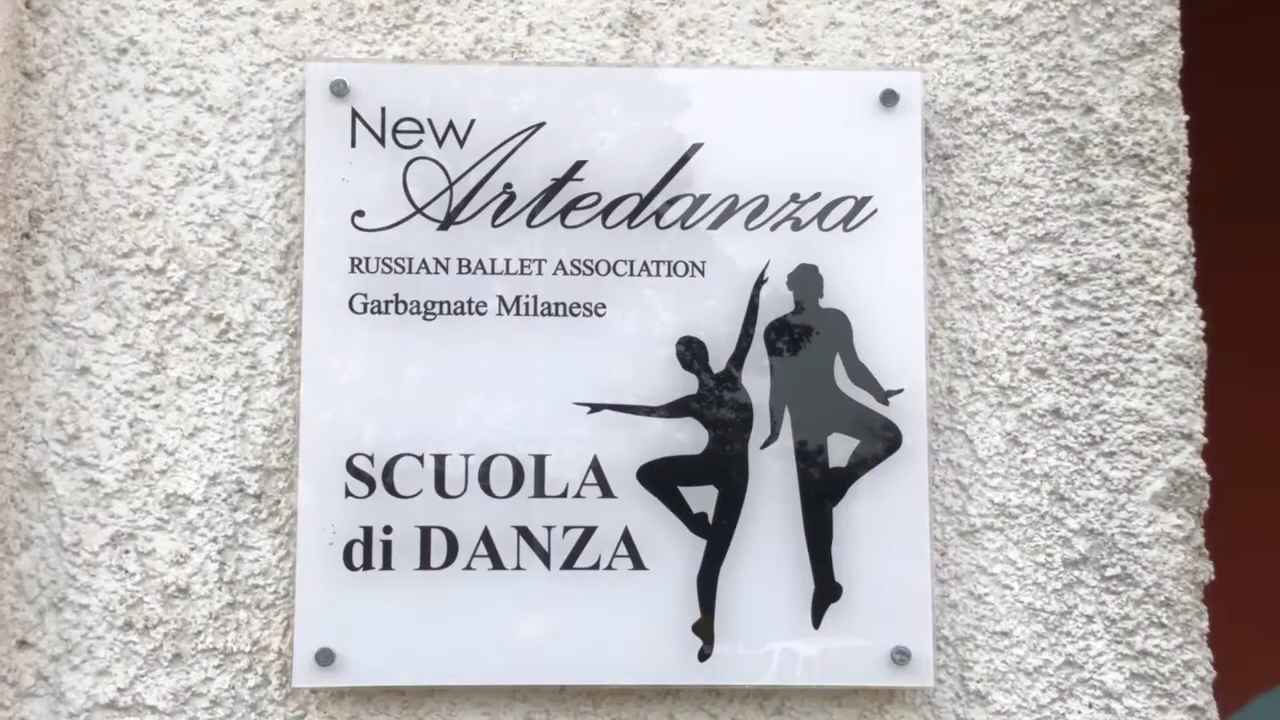 New
Artedanza
RUSSIAN BALLET ASSOCIATION
Garbagnate Milanese
SCUOLA
di DANZA